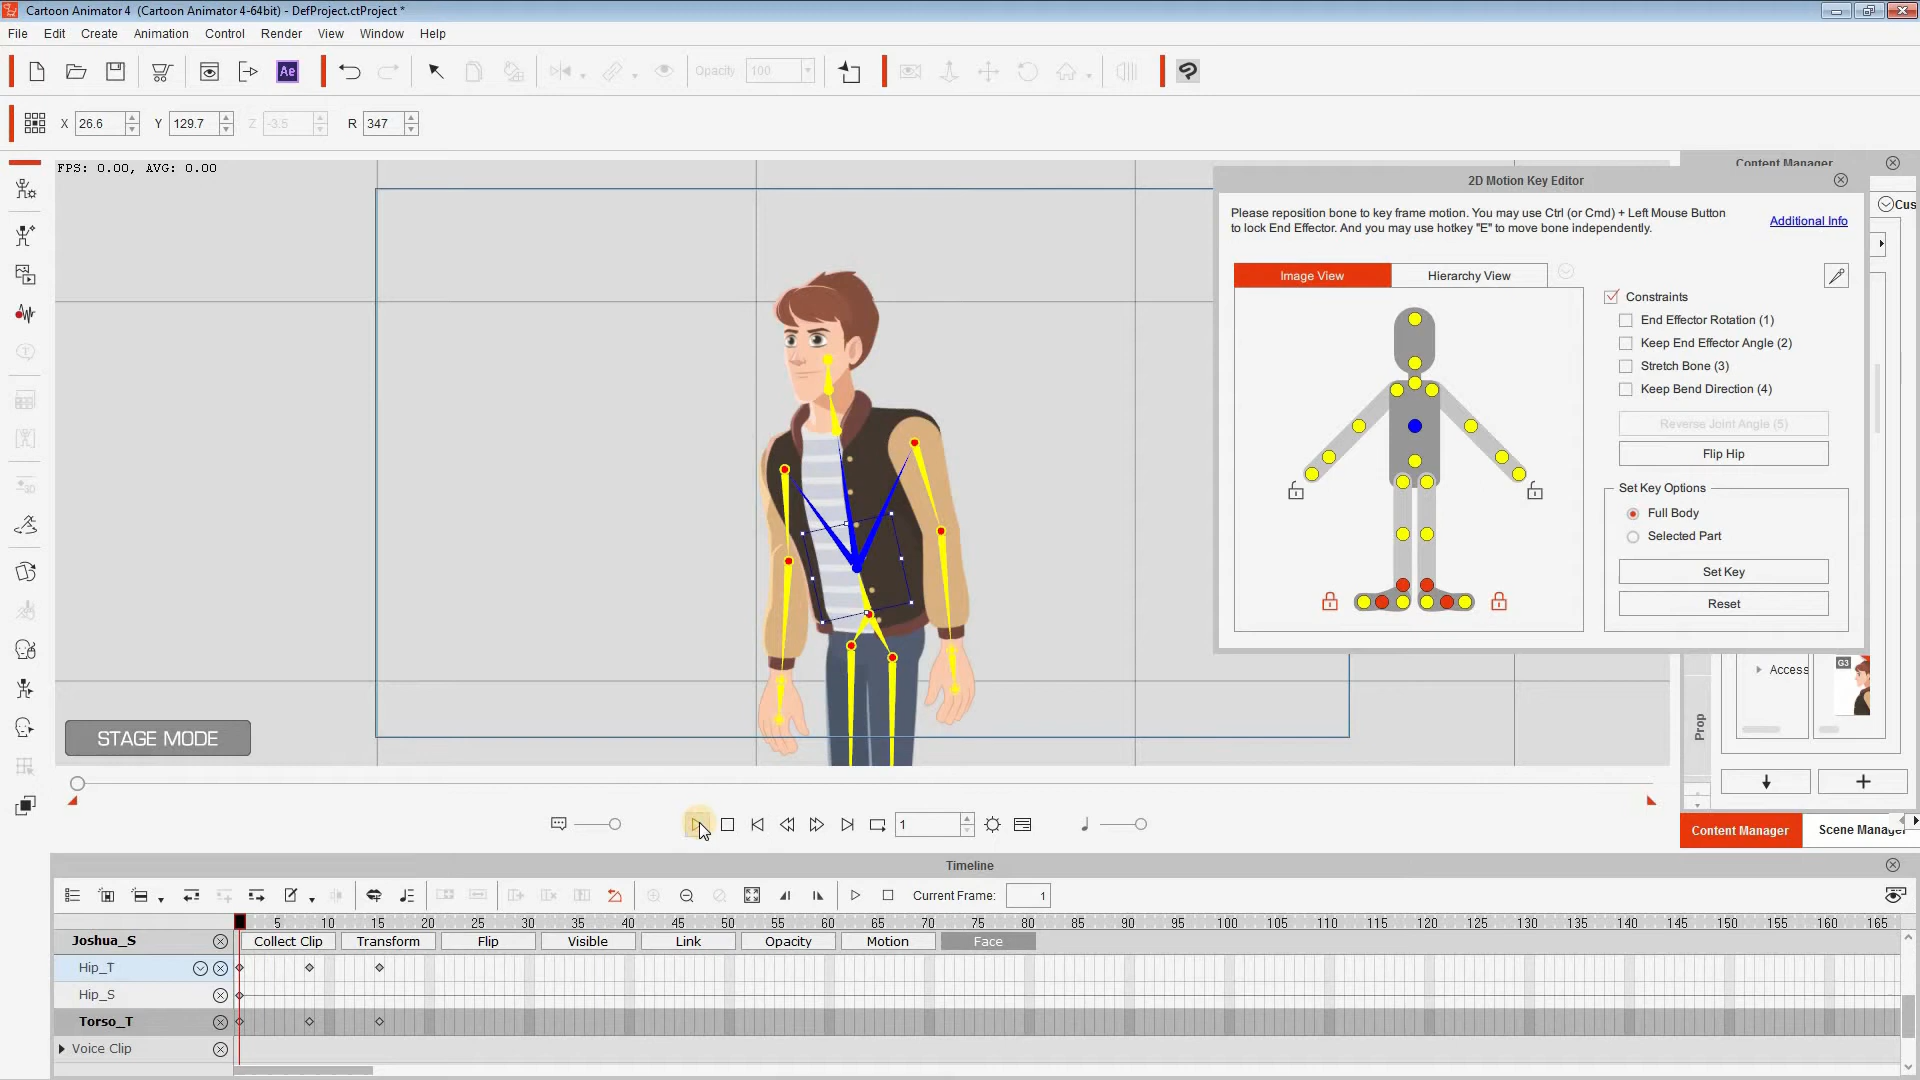 Cartoon Animator 4 (Cartoon Animator 4-64bit) - DefProject.ctProject *
File Edit Create Animation Control Render View Window Help
Ae
Opacity 100
X 26.6 Y 129.7 Z -3.5 R 347
FPS: 0.00, AVG: 0.00
Content Manager
2D Motion Key Editor
Please reposition bone to key frame motion. You may use Ctrl (or Cmd) + Left Mouse Button
to lock End Effector. And you may use hotkey "E" to move bone independently.
Additional Info
Cus
Image View
Hierarchy View
Constraints
End Effector Rotation (1)
Keep End Effector Angle (2)
Stretch Bone (3)
Keep Bend Direction (4)
Reverse Joint Angle (5)
Flip Hip
Set Key Options
Full Body
Selected Part
Set Key
Reset
Access
G3
Prop
STAGE MODE
1
Content Manager
Scene Manager
Timeline
Current Frame: 1
5 10 15 20 25 30 35 40 45 50 55 60 65 70 75 80 85 90 95 100 105 110 115 120 125 130 135 140 145 150 155 160 165
Joshua_S
Collect Clip Transform Flip Visible Link Opacity Motion Face
Hip_T
Hip_S
Torso_T
Voice Clip